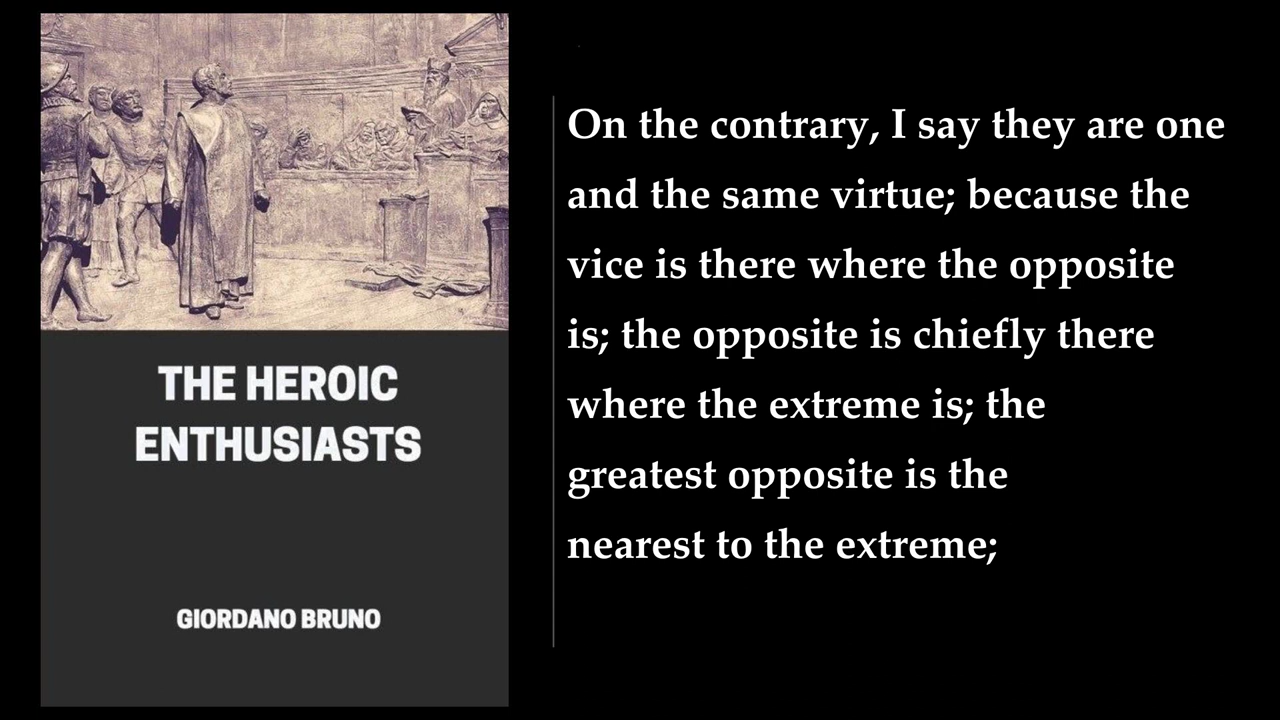 THE HEROIC
ENTHUSIASTS
GIORDANO BRUNO
On the contrary, I say they are one
and the same virtue; because the
vice is there where the opposite
is; the opposite is chiefly there
where the extreme is; the
greatest opposite is the
nearest to the extreme;